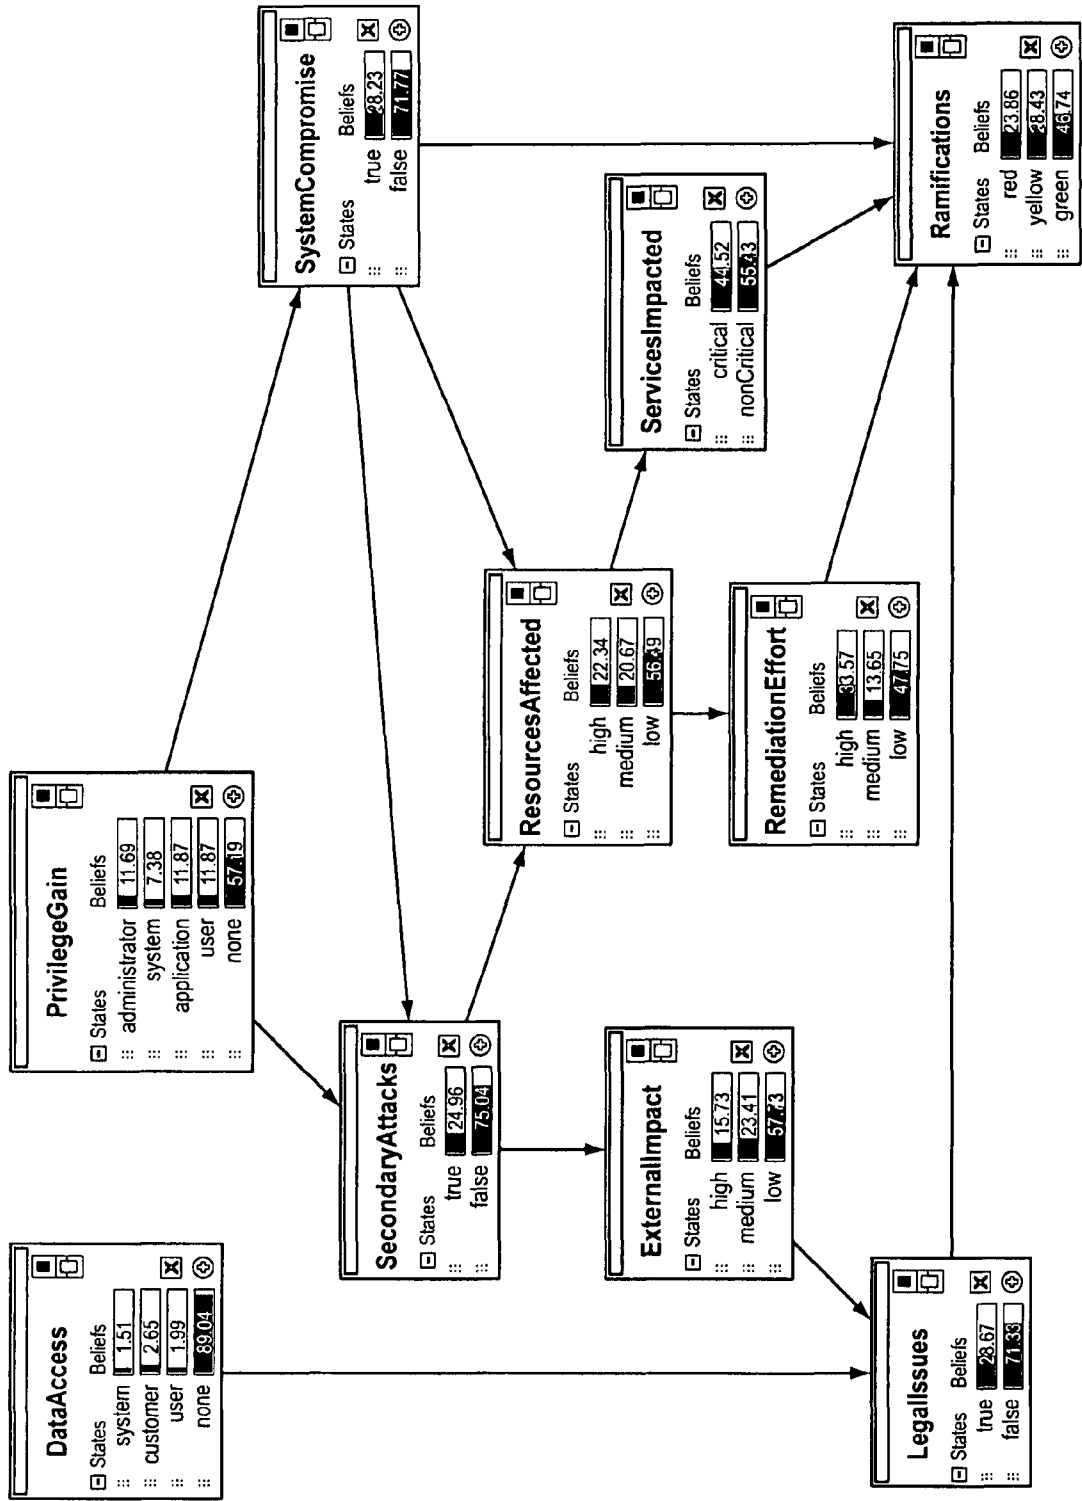 DataAccess
States Beliefs
system 1.51
customer 2.65
user 1.99
none 89.04
PrivilegeGain
States Beliefs
administrator 11.69
system 7.38
application 11.87
user 11.87
none 57.19
SystemCompromise
States Beliefs
true 28.23
false 71.77
SecondaryAttacks
States Beliefs
true 24.96
false 75.04
ResourcesAffected
States Beliefs
high 22.34
medium 20.67
low 56.49
ExternalImpact
States Beliefs
high 15.73
medium 23.41
low 57.73
ServicesImpacted
States Beliefs
critical 44.52
nonCritical 55.43
RemediationEffort
States Beliefs
high 33.57
medium 13.65
low 47.75
LegalIssues
States Beliefs
true 28.67
false 71.33
Ramifications
States Beliefs
red 23.86
yellow 28.43
green 46.74